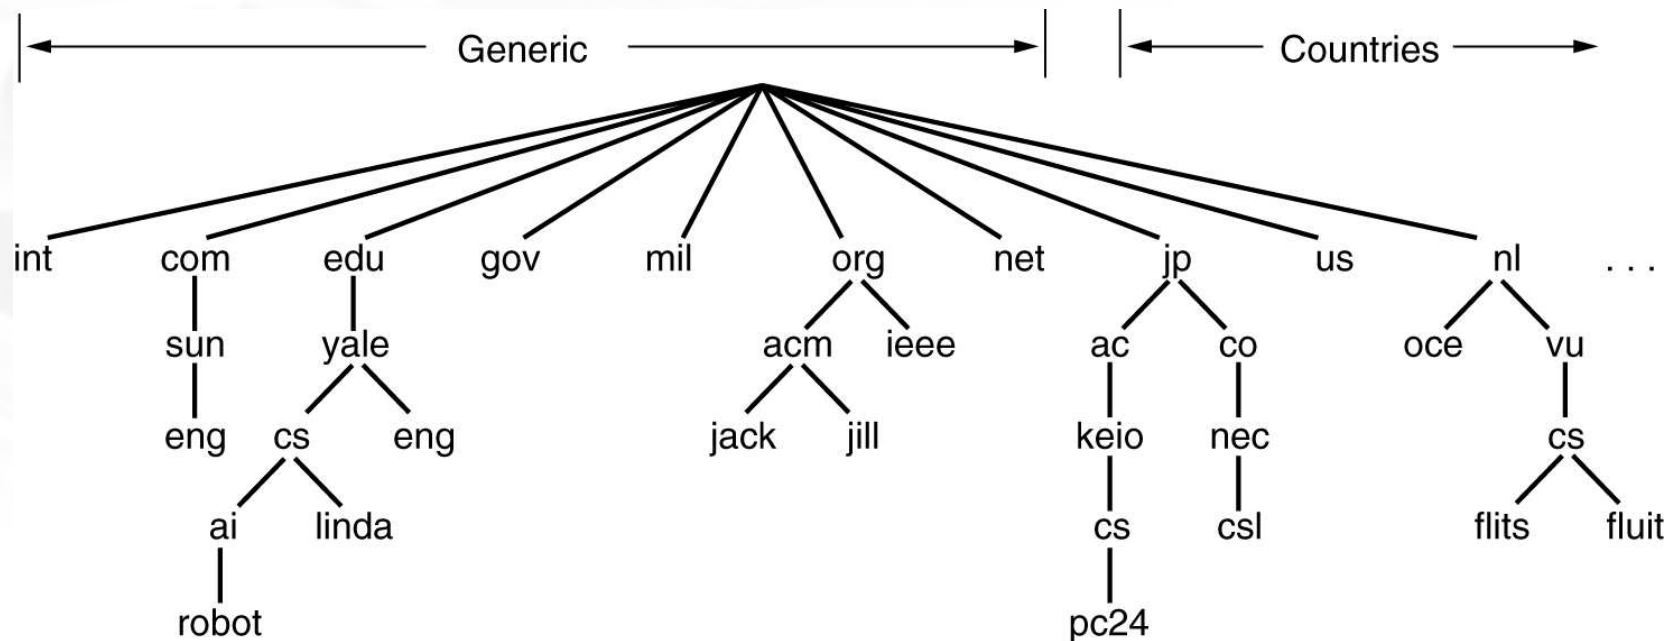 Generic Countries
int com edu gov mil org net jp us nl . . .
sun yale acm ieee ac co oce vu
eng cs eng jack jill keio nec cs
ai linda cs csl flits fluit
robot pc24